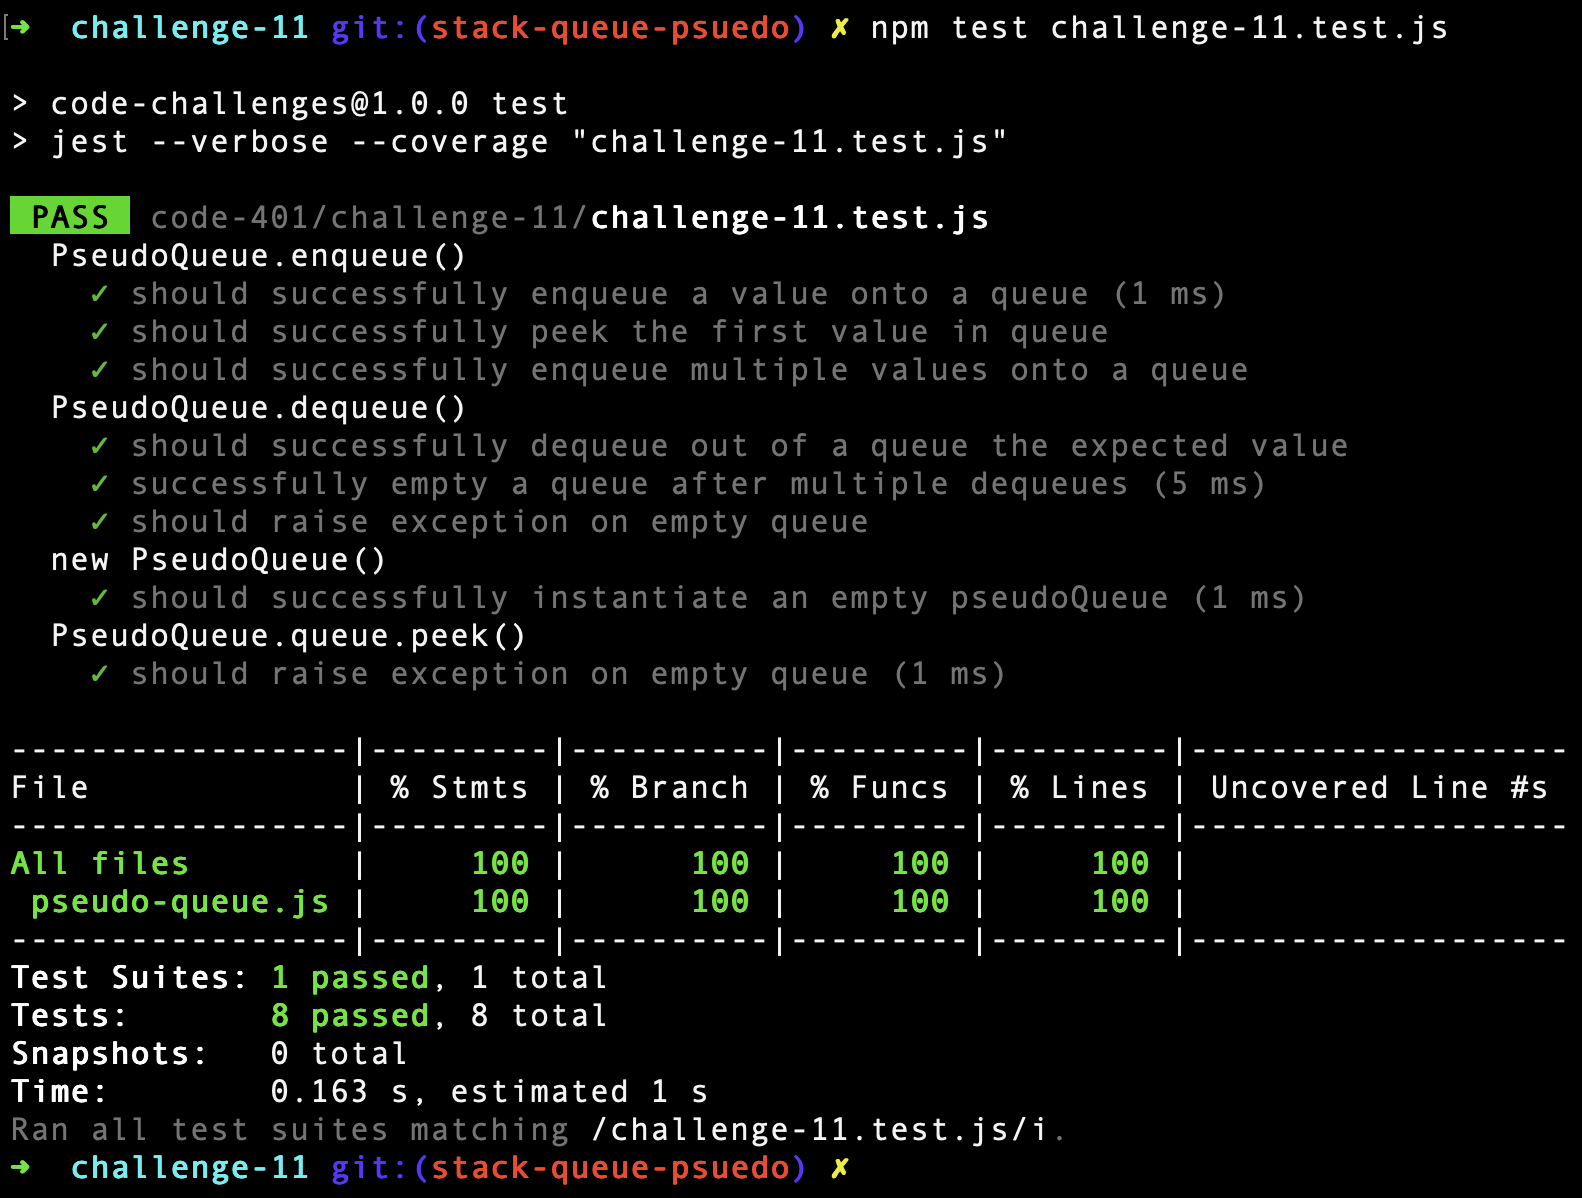 [➜  challenge-11 git:(stack-queue-psuedo) ✗ npm test challenge-11.test.js
> code-challenges@1.0.0 test
> jest --verbose --coverage "challenge-11.test.js"
PASS code-401/challenge-11/challenge-11.test.js
PseudoQueue.enqueue()
✓ should successfully enqueue a value onto a queue (1 ms)
✓ should successfully peek the first value in queue
✓ should successfully enqueue multiple values onto a queue
PseudoQueue.dequeue()
✓ should successfully dequeue out of a queue the expected value
✓ successfully empty a queue after multiple dequeues (5 ms)
✓ should raise exception on empty queue
new PseudoQueue()
✓ should successfully instantiate an empty pseudoQueue (1 ms)
PseudoQueue.queue.peek()
✓ should raise exception on empty queue (1 ms)
-----------------|---------|----------|---------|---------|-------------------
File             | % Stmts | % Branch | % Funcs | % Lines | Uncovered Line #s
-----------------|---------|----------|---------|---------|-------------------
All files        |     100 |      100 |     100 |     100 |
 pseudo-queue.js |     100 |      100 |     100 |     100 |
-----------------|---------|----------|---------|---------|-------------------
Test Suites: 1 passed, 1 total
Tests:       8 passed, 8 total
Snapshots:   0 total
Time:        0.163 s, estimated 1 s
Ran all test suites matching /challenge-11.test.js/i.
➜  challenge-11 git:(stack-queue-psuedo) ✗